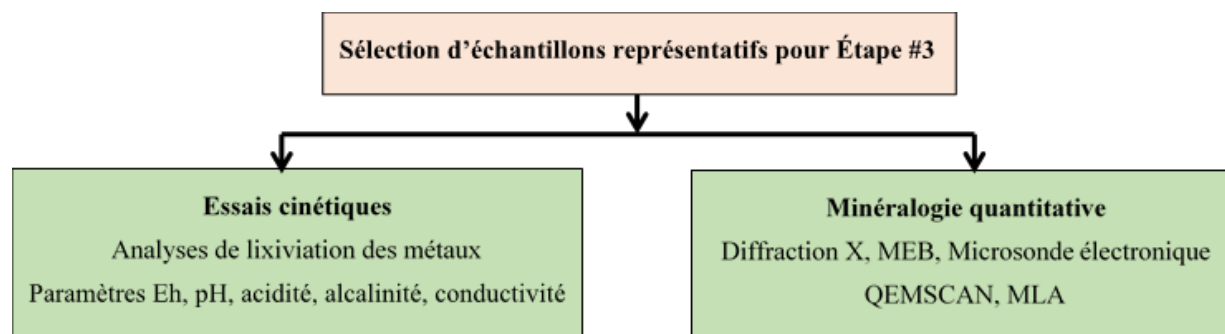 Sélection d’échantillons représentatifs pour Étape #3
Essais cinétiques
Analyses de lixiviation des métaux
Paramètres Eh, pH, acidité, alcalinité, conductivité
Minéralogie quantitative
Diffraction X, MEB, Microsonde électronique
QEMSCAN, MLA